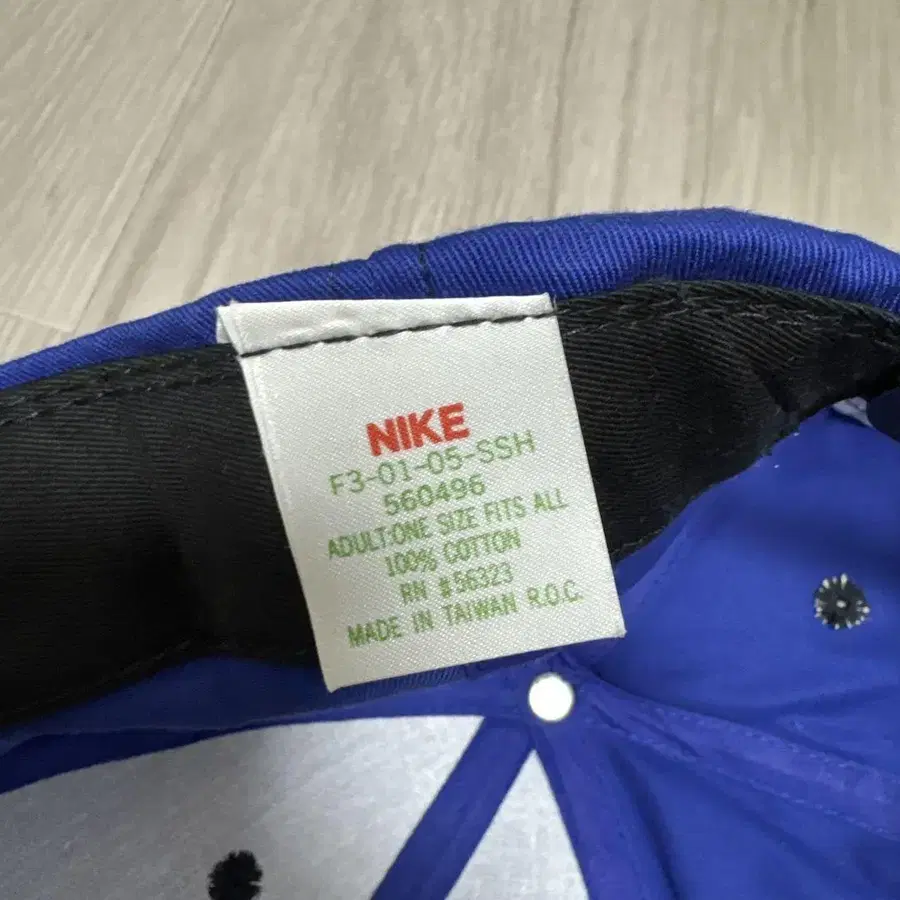 NIKE
F3-01-05-SSH
560496
ADULT:ONE SIZE FITS ALL
100% COTTON
RN #56323
MADE IN TAIWAN R.O.C.